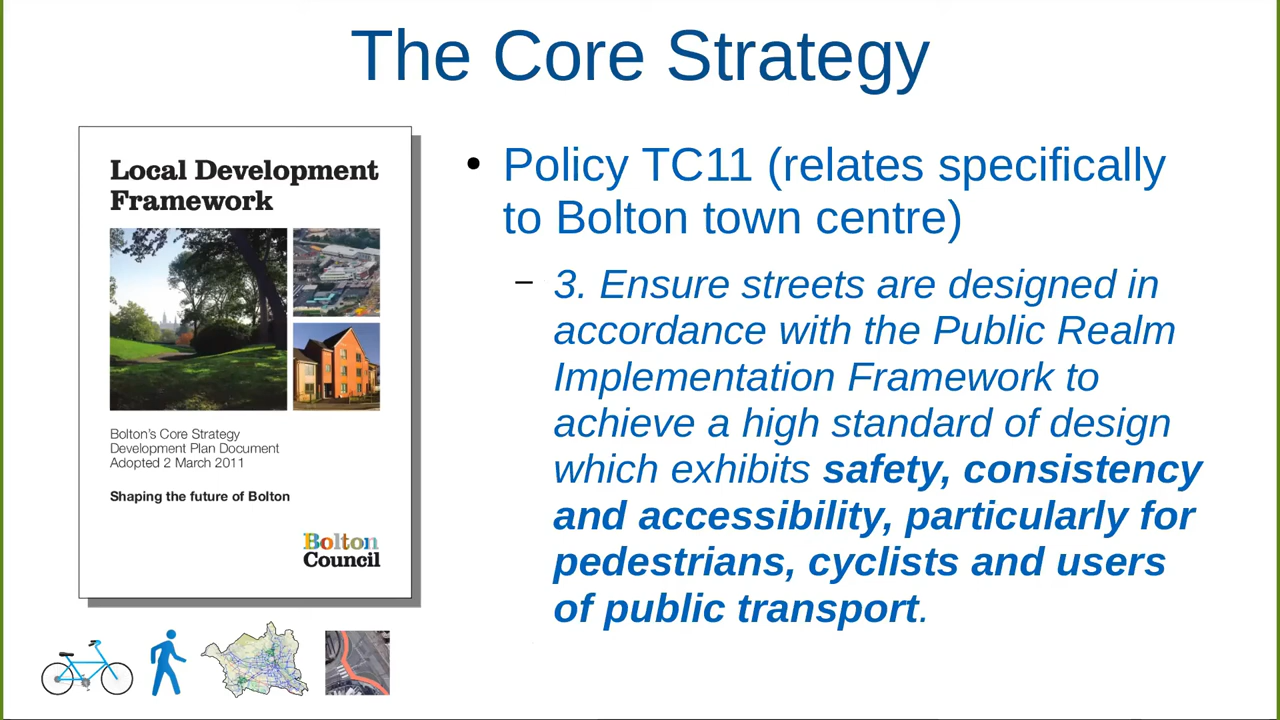 The Core Strategy
Local Development
Framework
Bolton's Core Strategy
Development Plan Document
Adopted 2 March 2011
Shaping the future of Bolton
Bolton
Council
• Policy TC11 (relates specifically
to Bolton town centre)
– 3. Ensure streets are designed in
accordance with the Public Realm
Implementation Framework to
achieve a high standard of design
which exhibits safety, consistency
and accessibility, particularly for
pedestrians, cyclists and users
of public transport.